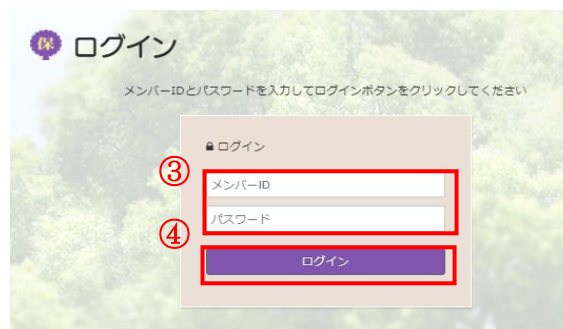 保 ログイン
メンバーIDとパスワードを入力してログインボタンをクリックしてください
ログイン
③
メンバーID
パスワード
④
ログイン